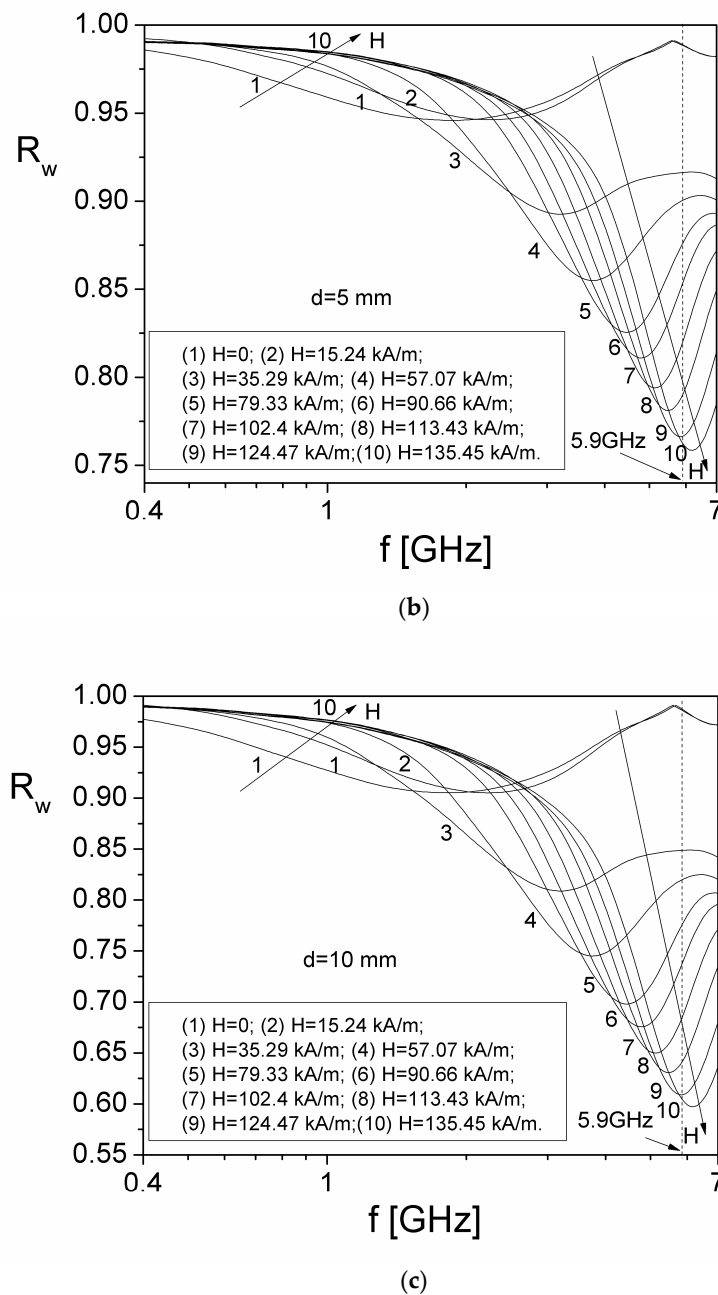 1.00
0.95
0.90
0.85
0.80
0.75
R_w
10 H
1 1 2
3
4
5
6
7
8
9
10
H
d=5 mm
(1) H=0; (2) H=15.24 kA/m;
(3) H=35.29 kA/m; (4) H=57.07 kA/m;
(5) H=79.33 kA/m; (6) H=90.66 kA/m;
(7) H=102.4 kA/m; (8) H=113.43 kA/m;
(9) H=124.47 kA/m;(10) H=135.45 kA/m.
5.9GHz
0.4 1 7
f [GHz]
(b)
1.00
0.95
0.90
0.85
0.80
0.75
0.70
0.65
0.60
0.55
R_w
10 H
1 1 2
3
4
5
6
7
8
9
10
H
d=10 mm
(1) H=0; (2) H=15.24 kA/m;
(3) H=35.29 kA/m; (4) H=57.07 kA/m;
(5) H=79.33 kA/m; (6) H=90.66 kA/m;
(7) H=102.4 kA/m; (8) H=113.43 kA/m;
(9) H=124.47 kA/m;(10) H=135.45 kA/m.
5.9GHz
0.4 1 7
f [GHz]
(c)